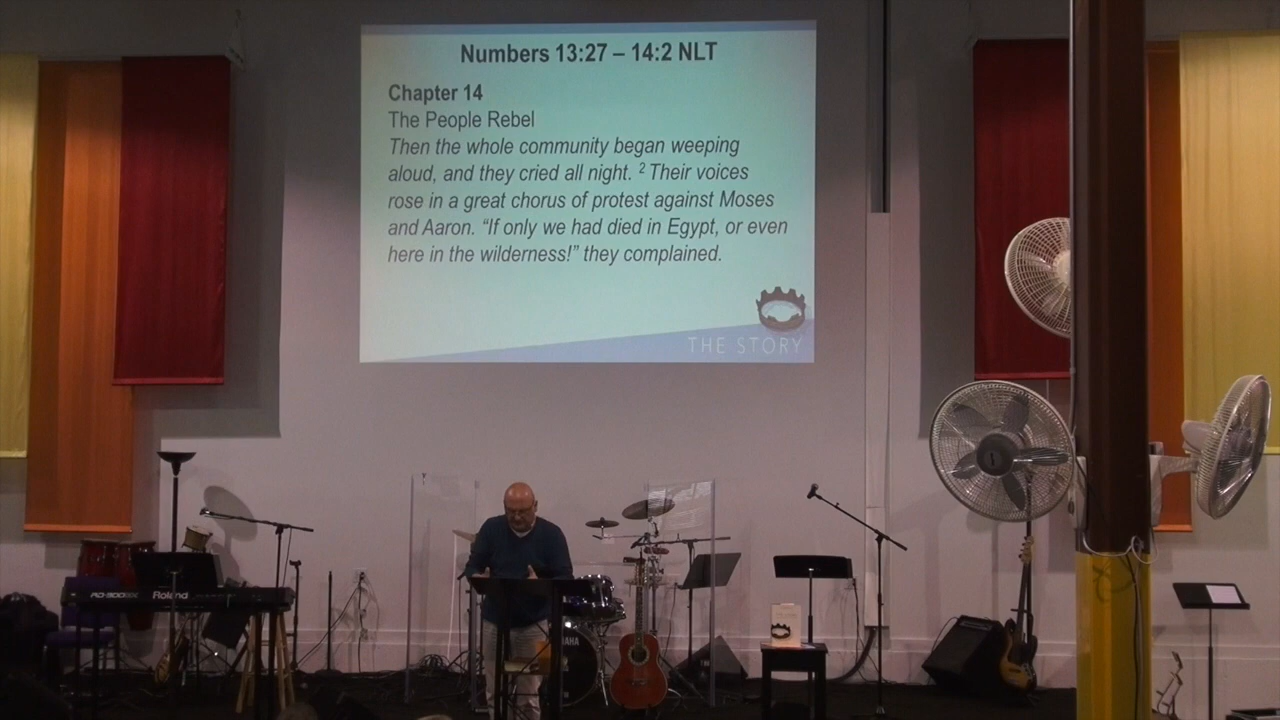 Numbers 13:27 – 14:2 NLT
Chapter 14
The People Rebel
Then the whole community began weeping
aloud, and they cried all night. ² Their voices
rose in a great chorus of protest against Moses
and Aaron. “If only we had died in Egypt, or even
here in the wilderness!” they complained.
THE STORY
Roland